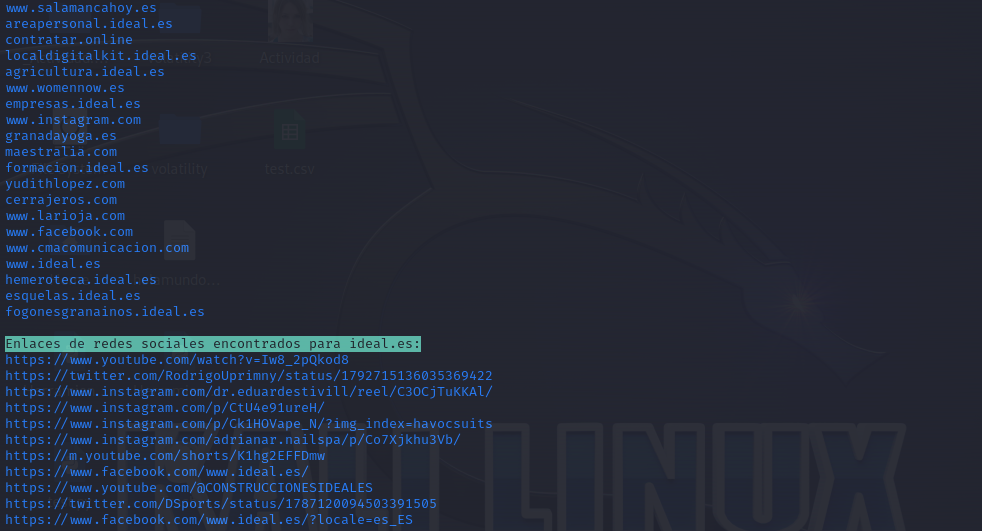 www.salamancahoy.es
areapersonal.ideal.es
contratar.online
localdigitalkit.ideal.es
agricultura.ideal.es
www.womennow.es
empresas.ideal.es
www.instagram.com
granadayoga.es
maestralia.com
formacion.ideal.es
yudithlopez.com
cerrajeros.com
www.larioja.com
www.facebook.com
www.cmacomunicacion.com
www.ideal.es
hemeroteca.ideal.es
esquelas.ideal.es
fogonesgranainos.ideal.es
Enlaces de redes sociales encontrados para ideal.es:
https://www.youtube.com/watch?v=Iw8_2pQkod8
https://twitter.com/RodrigoUprimny/status/1792715136035369422
https://www.instagram.com/dr.eduardestivill/reel/C3OCjTuKKAl/
https://www.instagram.com/p/CtU4e91ureH/
https://www.instagram.com/p/Ck1HOVape_N/?img_index=havocsuits
https://www.instagram.com/adrianar.nailspa/p/Co7Xjkhu3Vb/
https://m.youtube.com/shorts/K1hg2EFFDmw
https://www.facebook.com/www.ideal.es/
https://www.youtube.com/@CONSTRUCCIONESIDEALES
https://twitter.com/DSports/status/1787120094503391505
https://www.facebook.com/www.ideal.es/?locale=es_ES
Actividad
volatility
test.csv
KALI LINUX